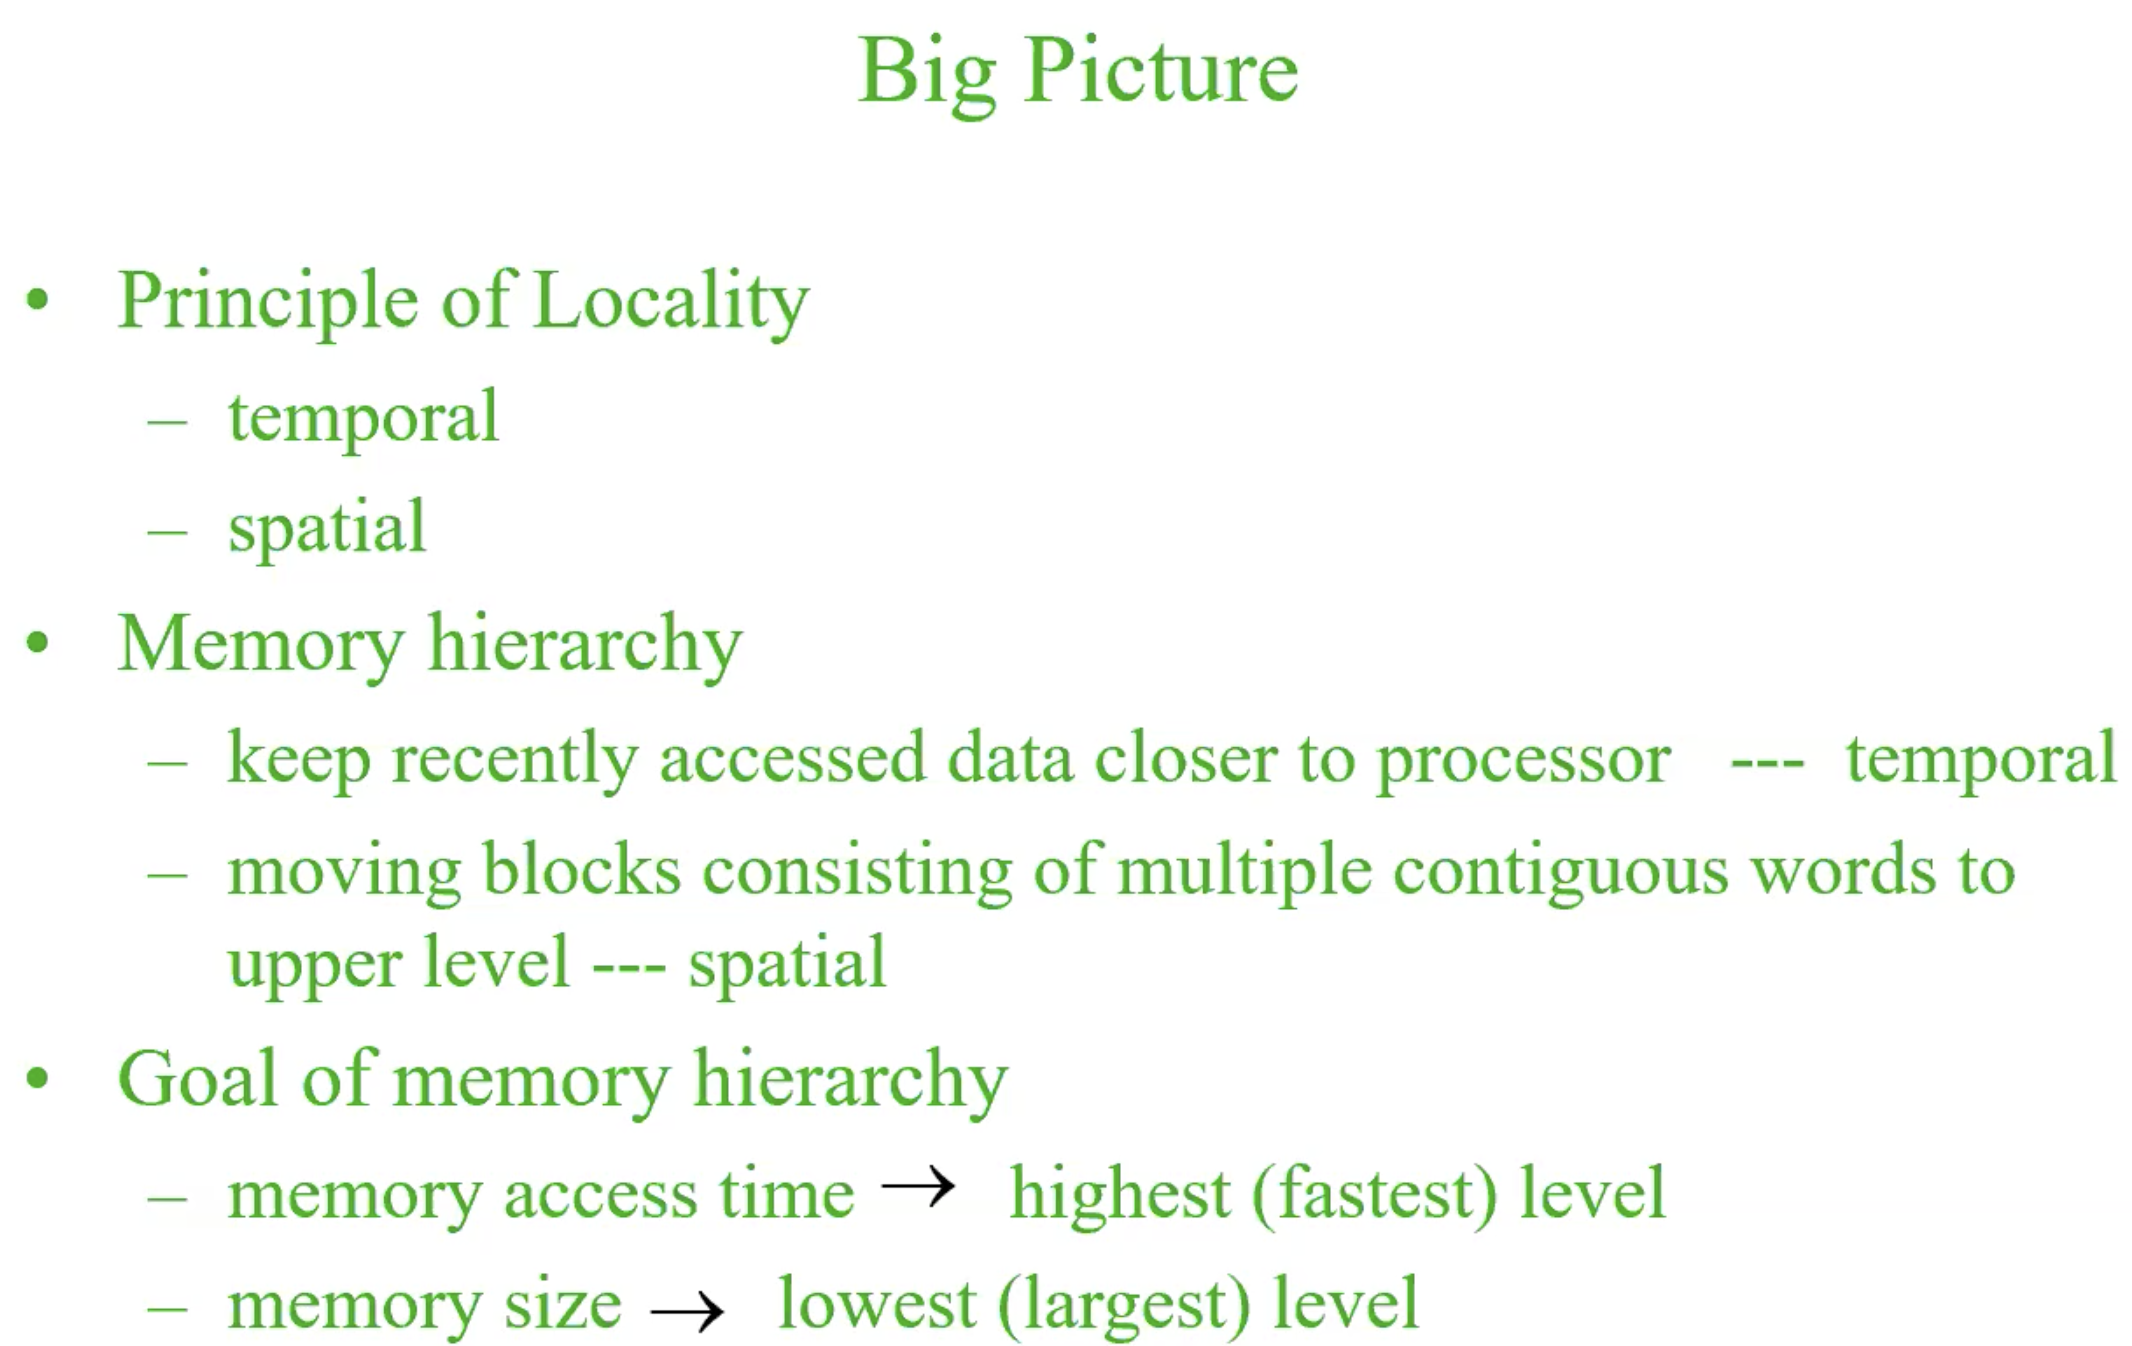 Big Picture
• Principle of Locality
– temporal
– spatial
• Memory hierarchy
– keep recently accessed data closer to processor --- temporal
– moving blocks consisting of multiple contiguous words to
upper level --- spatial
• Goal of memory hierarchy
– memory access time → highest (fastest) level
– memory size → lowest (largest) level